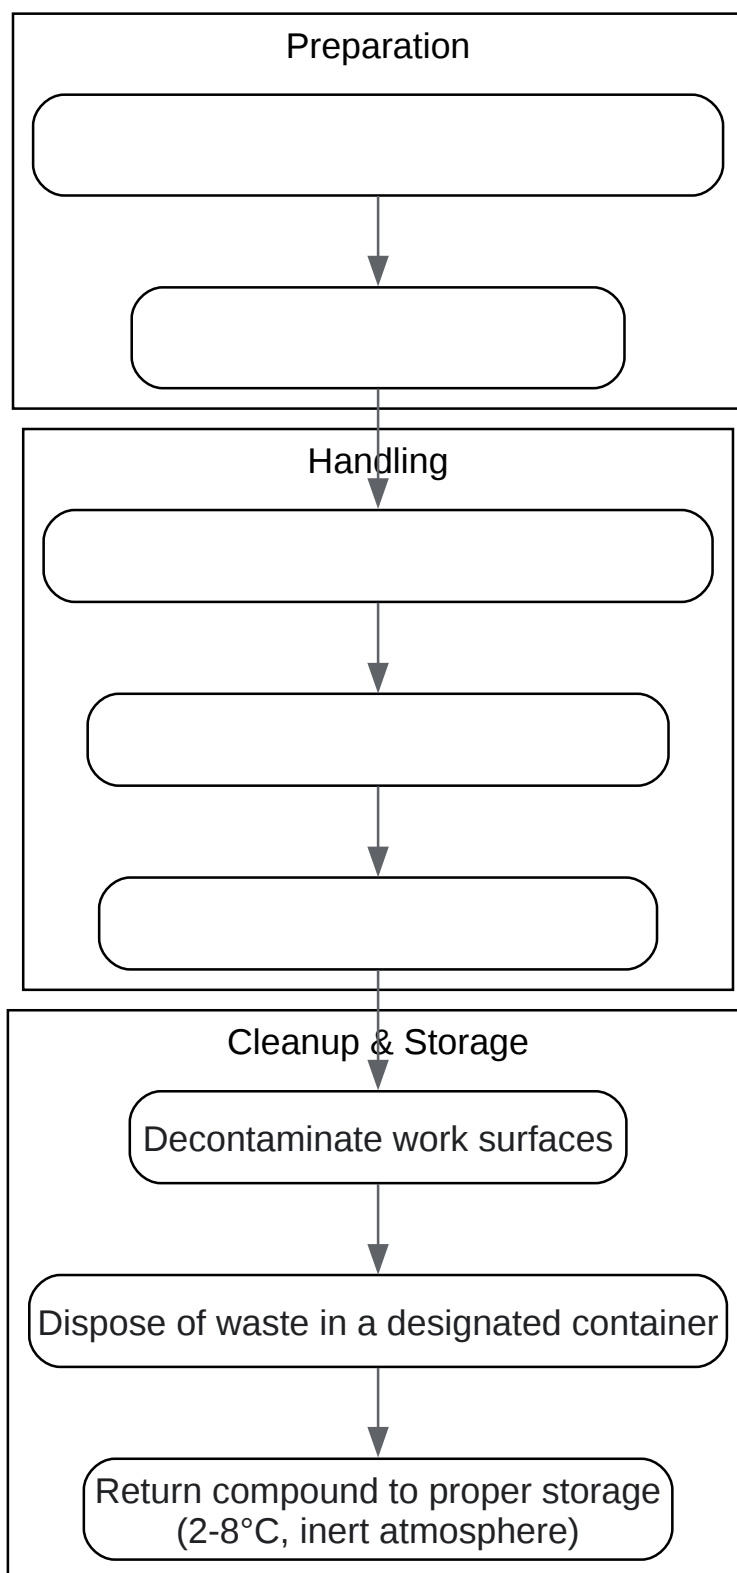 Preparation
Handling
Cleanup & Storage
Decontaminate work surfaces
Dispose of waste in a designated container
Return compound to proper storage
(2-8°C, inert atmosphere)